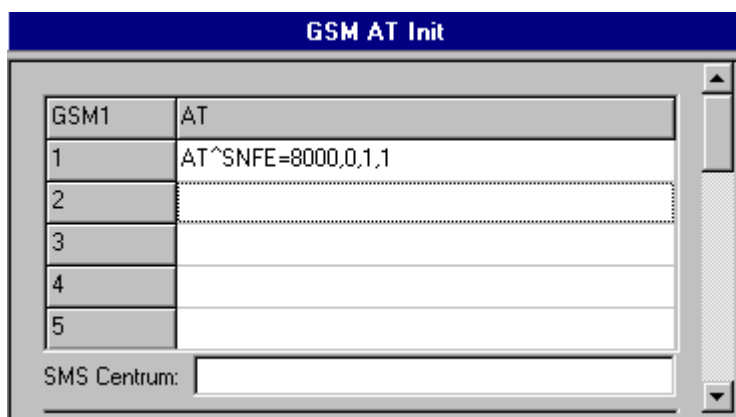 GSM AT Init
GSM1 AT
1 AT^SNFE=8000,0,1,1
2
3
4
5
SMS Centrum: